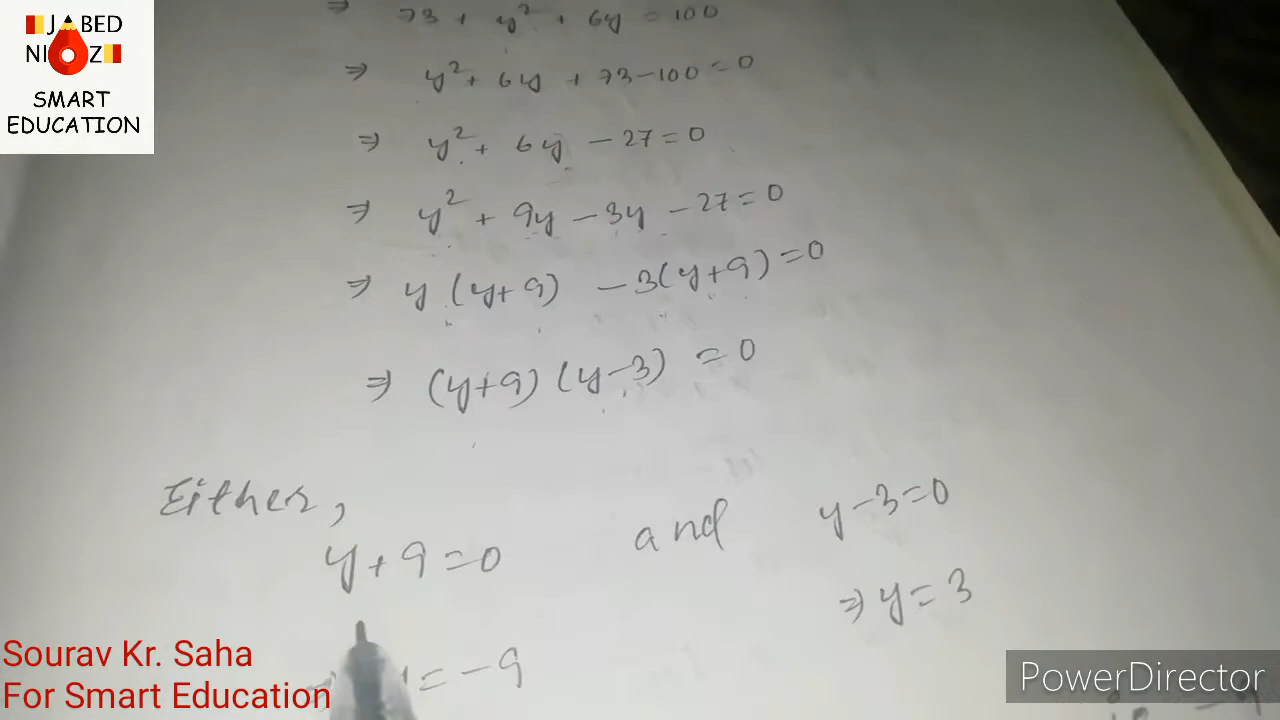 JABED
NIOZ
SMART
EDUCATION
⇒ 73 + y² + 6y = 100
⇒ y² + 6y + 73-100 = 0
⇒ y² + 6y - 27 = 0
⇒ y² + 9y - 3y - 27 = 0
⇒ y (y+9) - 3(y+9) = 0
⇒ (y+9) (y-3) = 0
Either,
y+9=0 and y-3=0
⇒ y = 3
= -9
Sourav Kr. Saha
For Smart Education
PowerDirector